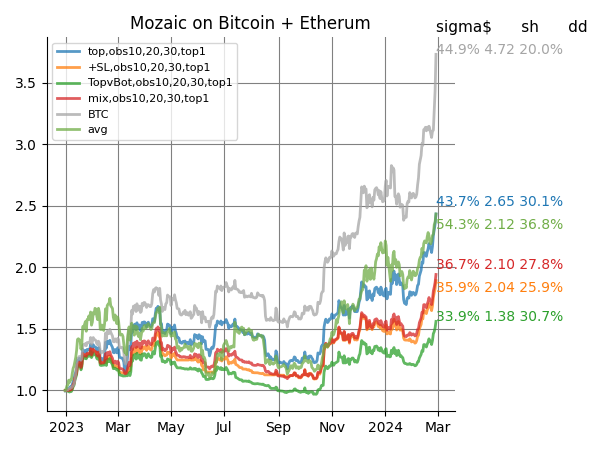 Mozaic on Bitcoin + Etherum
sigma$ sh dd
44.9% 4.72 20.0%
top,obs10,20,30,top1
+SL,obs10,20,30,top1
TopvBot,obs10,20,30,top1
mix,obs10,20,30,top1
BTC
avg
3.5
3.0
2.5
2.0
1.5
1.0
43.7% 2.65 30.1%
54.3% 2.12 36.8%
36.7% 2.10 27.8%
35.9% 2.04 25.9%
33.9% 1.38 30.7%
2023 Mar May Jul Sep Nov 2024 Mar